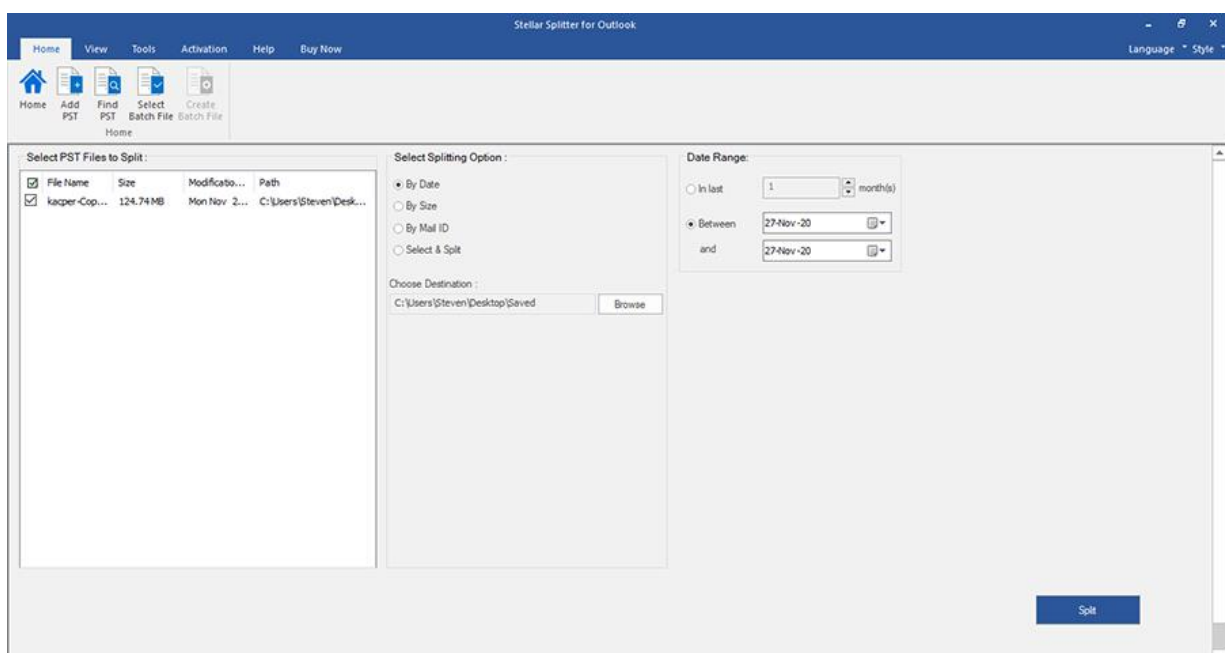 Stellar Splitter for Outlook
Home View Tools Activation Help Buy Now Language Style
Home Add PST Find PST Select Batch File Create Batch File
Home
Select PST Files to Split :
File Name Size Modificatio... Path
kacper-Cop... 124.74 MB Mon Nov 2... C:\Users\Steven\Desk...
Select Splitting Option :
By Date
By Size
By Mail ID
Select & Split
Choose Destination :
C:\Users\Steven\Desktop\Saved Browse
Date Range:
In last 1 month(s)
Between 27-Nov-20
and 27-Nov-20
Split